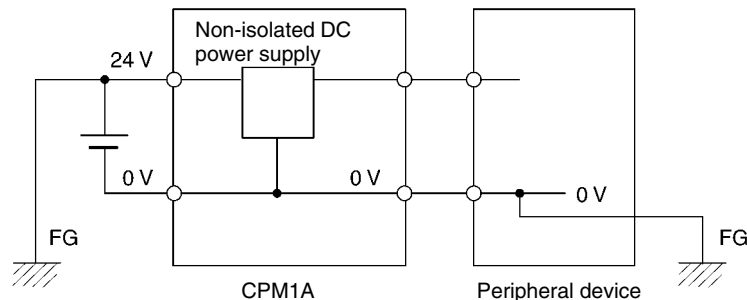 Non-isolated DC
power supply
24 V
0 V
0 V
0 V
FG
FG
CPM1A
Peripheral device